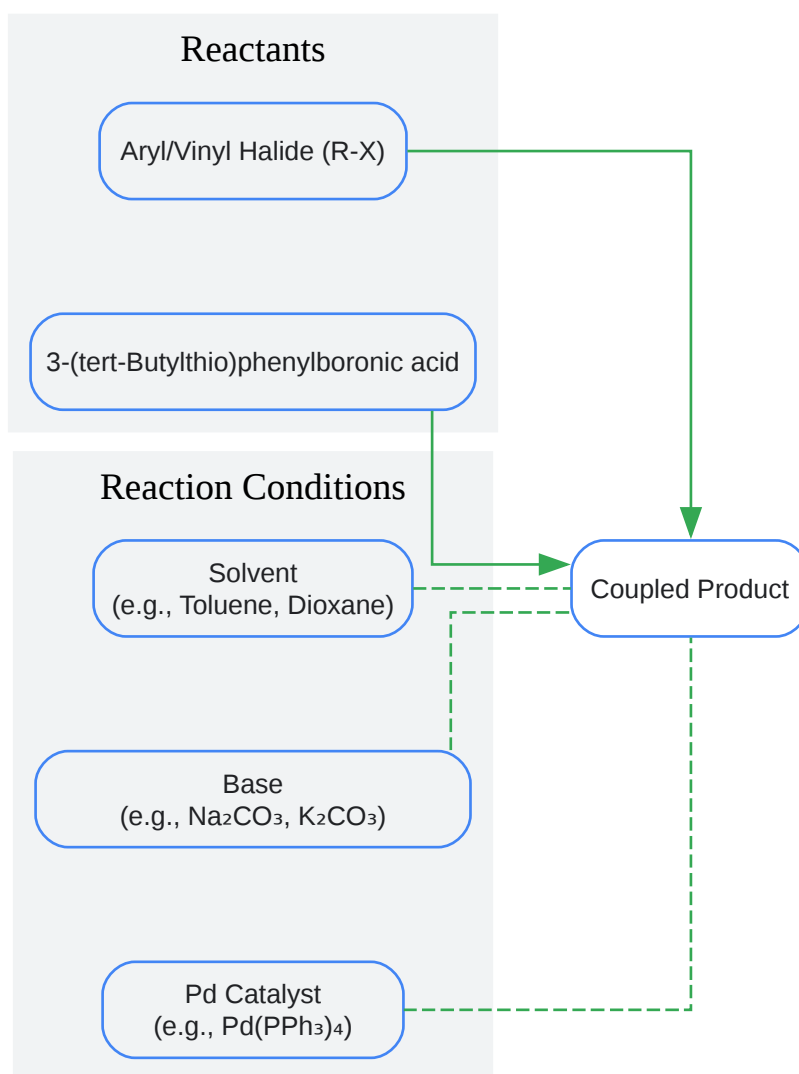 Reactants
Aryl/Vinyl Halide (R-X)
3-(tert-Butylthio)phenylboronic acid
Reaction Conditions
Solvent
(e.g., Toluene, Dioxane)
Coupled Product
Base
(e.g., Na₂CO₃, K₂CO₃)
Pd Catalyst
(e.g., Pd(PPh₃)₄)